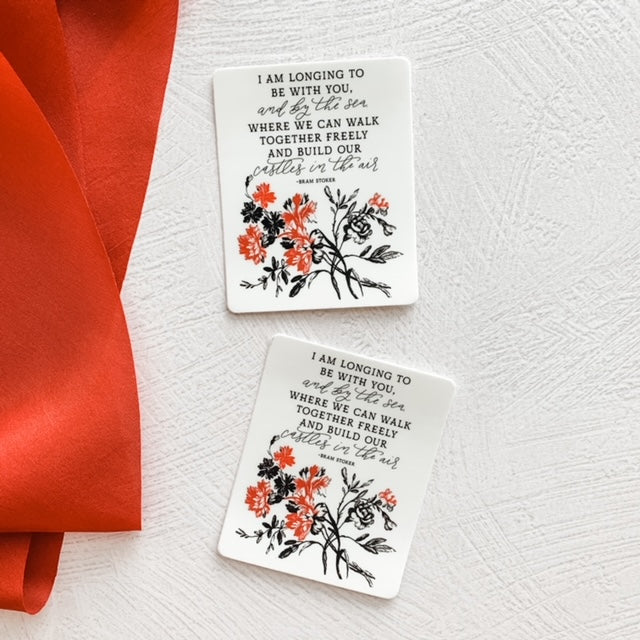 I AM LONGING TO
BE WITH YOU,
and by the sea
WHERE WE CAN WALK
TOGETHER FREELY
AND BUILD OUR
castles in the air
-BRAM STOKER
I AM LONGING TO
BE WITH YOU,
and by the sea
WHERE WE CAN WALK
TOGETHER FREELY
AND BUILD OUR
castles in the air
-BRAM STOKER